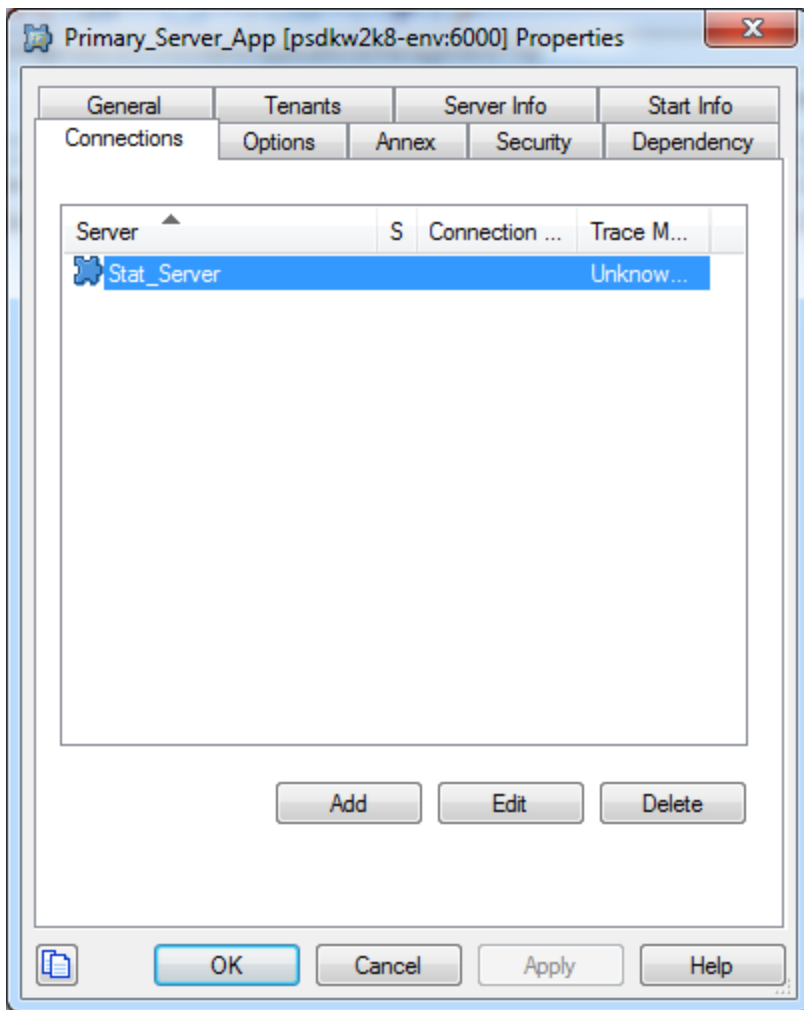 Primary_Server_App [psdkw2k8-env:6000] Properties
General Tenants Server Info Start Info
Connections Options Annex Security Dependency
Server S Connection ... Trace M...
Stat_Server Unknow...
Add Edit Delete
OK Cancel Apply Help